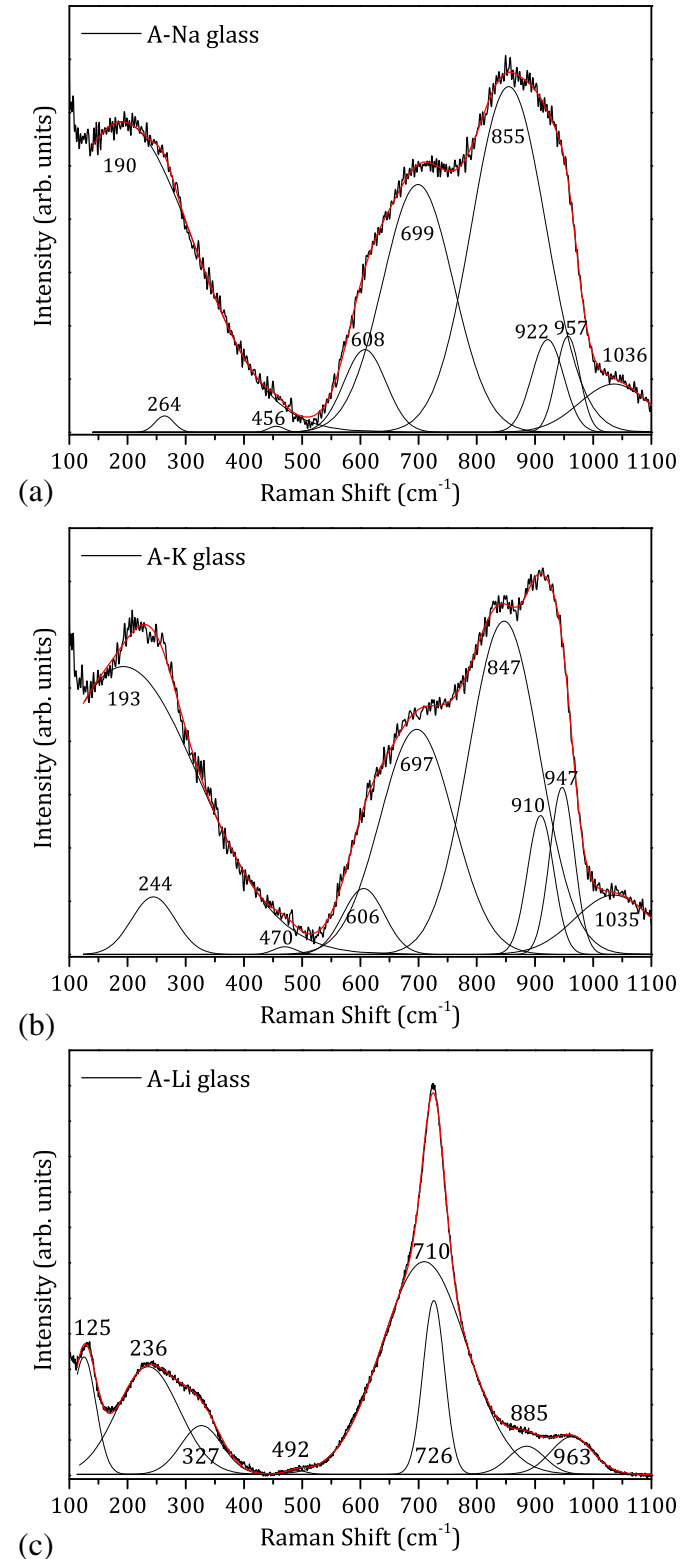 A-Na glass
Intensity (arb. units)
190
264
456
608
699
855
922
957
1036
100 200 300 400 500 600 700 800 900 1000 1100
Raman Shift (cm-1)
(a)
A-K glass
Intensity (arb. units)
193
244
470
606
697
847
910
947
1035
100 200 300 400 500 600 700 800 900 1000 1100
Raman Shift (cm-1)
(b)
A-Li glass
Intensity (arb. units)
125
236
327
492
710
726
885
963
100 200 300 400 500 600 700 800 900 1000 1100
Raman Shift (cm-1)
(c)